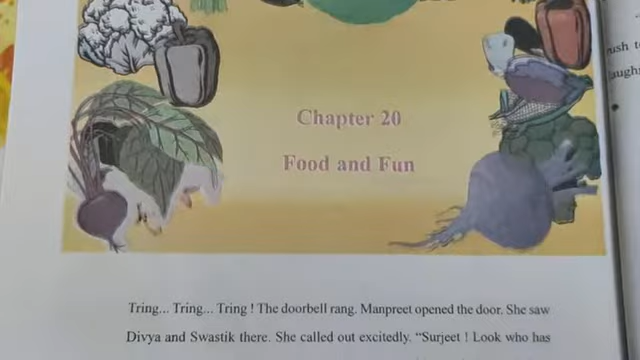 Chapter 20
Food and Fun
Tring... Tring... Tring ! The doorbell rang. Manpreet opened the door. She saw
Divya and Swastik there. She called out excitedly. “Surjeet ! Look who has